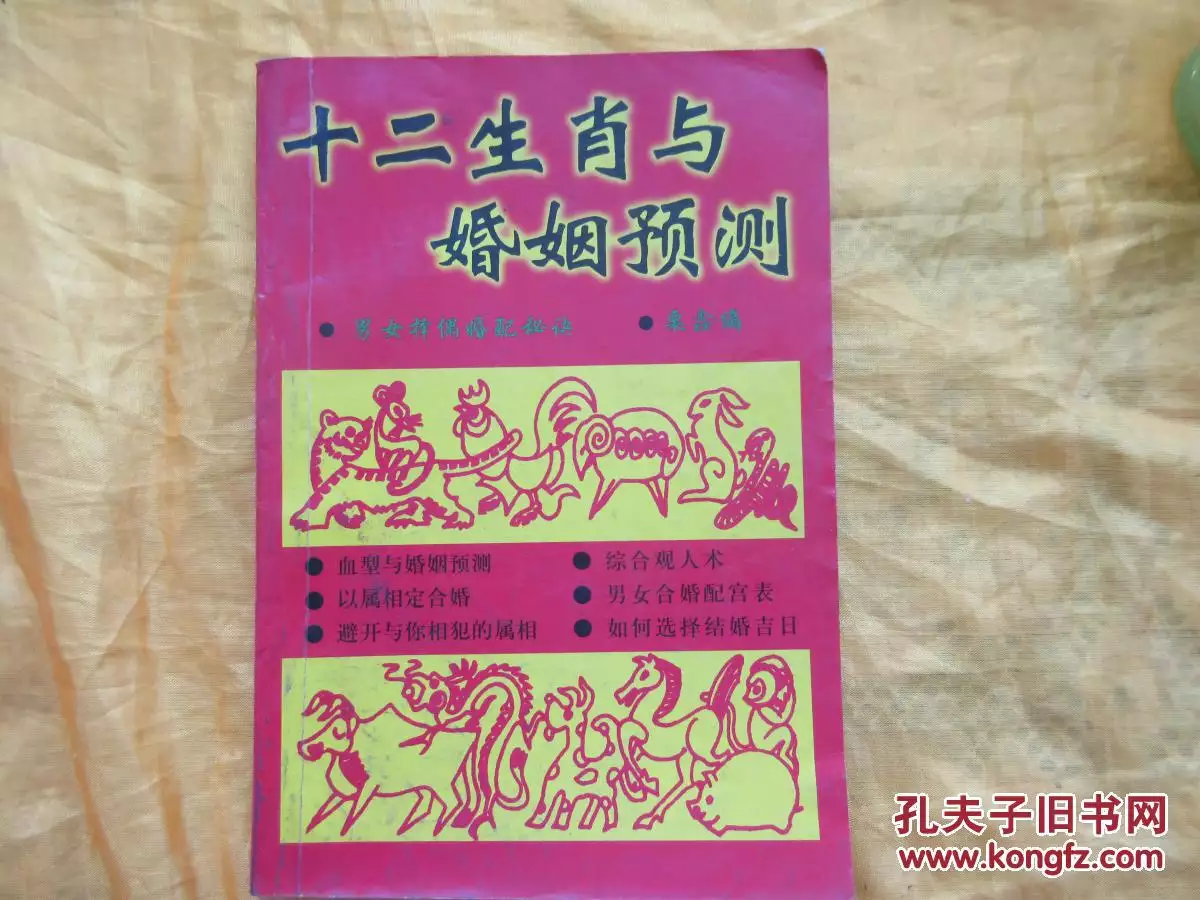 十二生肖与
婚姻预测
● 男女择偶婚配秘诀
● 血型与婚姻预测
● 以属相定合婚
● 避开与你相犯的属相
● 综合观人术
● 男女合婚配宫表
● 如何选择结婚吉日
孔夫子旧书网
www.kongfz.com